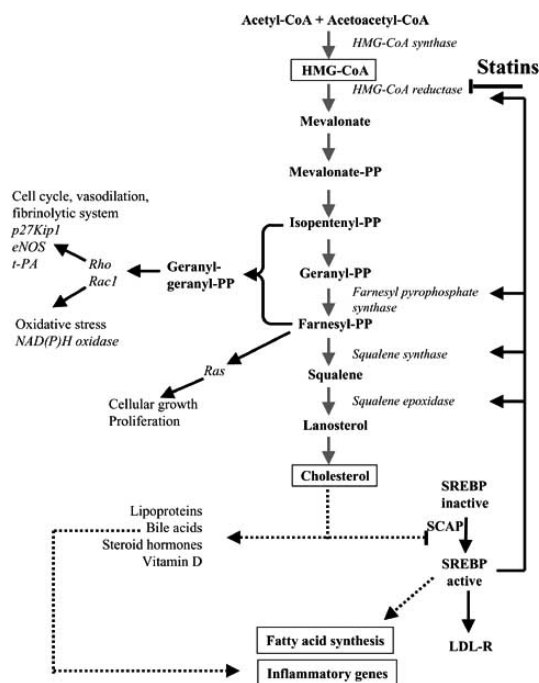 Acetyl-CoA + Acetoacetyl-CoA
HMG-CoA synthase
HMG-CoA
Statins
HMG-CoA reductase
Mevalonate
Mevalonate-PP
Cell cycle, vasodilation,
fibrinolytic system
p27Kip1
eNOS
t-PA
Isopentenyl-PP
Rho
Rac1
Geranyl-
geranyl-PP
Geranyl-PP
Farnesyl pyrophosphate
synthase
Oxidative stress
NAD(P)H oxidase
Farnesyl-PP
Squalene synthase
Ras
Squalene
Cellular growth
Proliferation
Squalene epoxidase
Lanosterol
Cholesterol
SREBP
inactive
Lipoproteins
Bile acids
Steroid hormones
Vitamin D
SCAP
SREBP
active
Fatty acid synthesis
LDL-R
Inflammatory genes